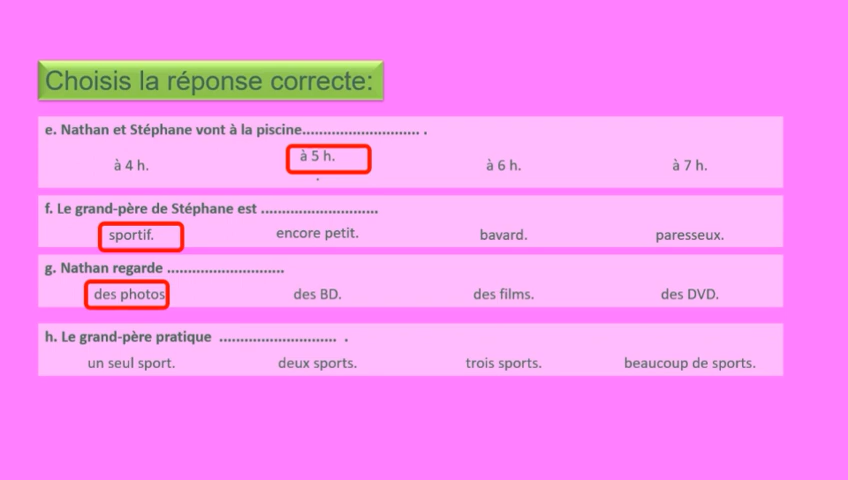 Choisis la réponse correcte:
e. Nathan et Stéphane vont à la piscine............................ .
à 4 h. à 5 h. à 6 h. à 7 h.
.
f. Le grand-père de Stéphane est ............................
sportif. encore petit. bavard. paresseux.
g. Nathan regarde ............................
des photos des BD. des films. des DVD.
h. Le grand-père pratique ............................ .
un seul sport. deux sports. trois sports. beaucoup de sports.